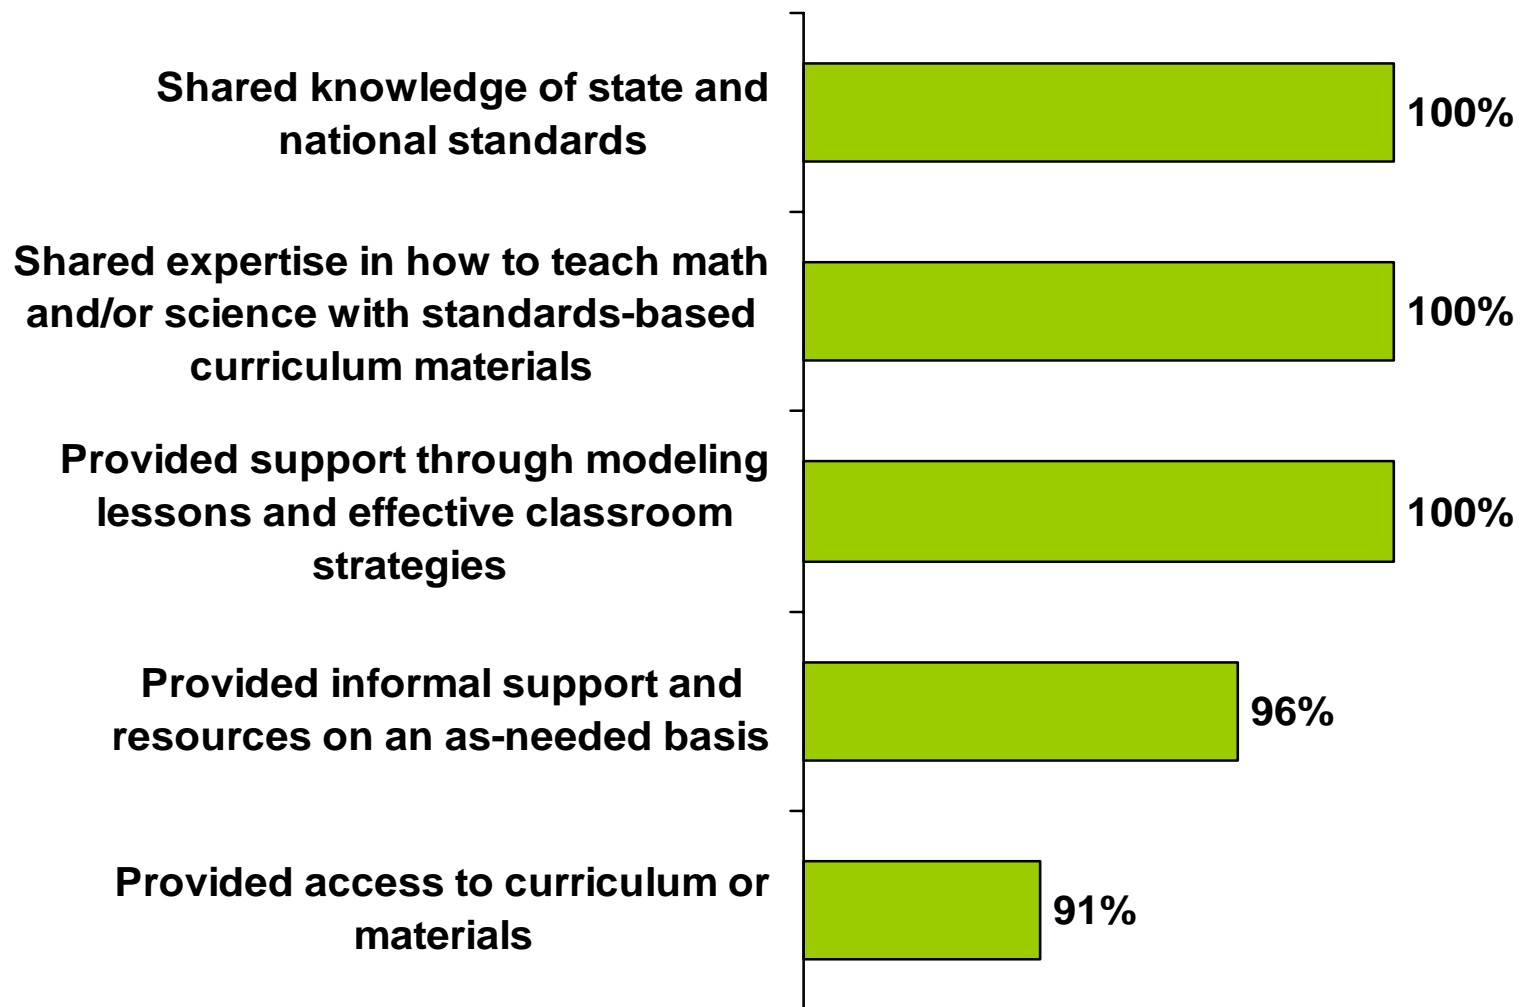 Shared knowledge of state and
national standards
100%
Shared expertise in how to teach math
and/or science with standards-based
curriculum materials
100%
Provided support through modeling
lessons and effective classroom
strategies
100%
Provided informal support and
resources on an as-needed basis
96%
Provided access to curriculum or
materials
91%